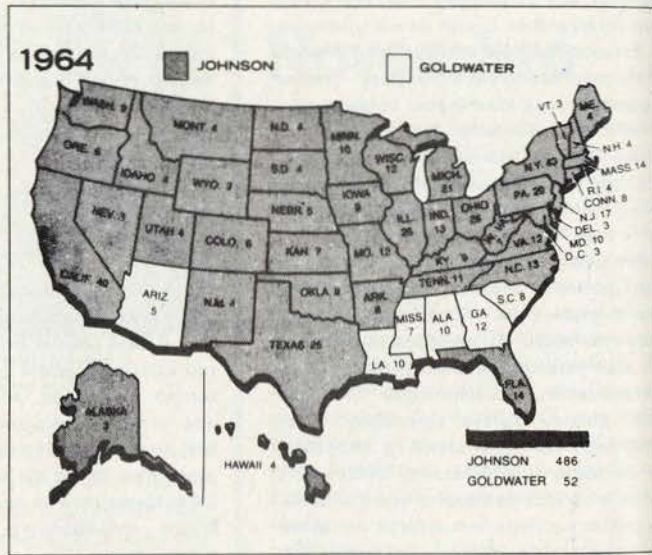 1964
JOHNSON
GOLDWATER
WASH. 9
MONT. 4
N.D. 4
MINN. 10
VT. 3
ME. 4
ORE. 6
IDAHO 4
WYO. 3
S.D. 4
WISC. 12
MICH. 21
N.Y. 43
N.H. 4
MASS. 14
R.I. 4
CONN. 8
NEV. 3
UTAH 4
COLO. 6
NEBR. 5
IOWA 9
ILL. 26
IND. 13
OHIO 26
PA. 29
N.J. 17
DEL. 3
MD. 10
D.C. 3
CALIF. 40
ARIZ. 5
N.M. 4
KAN. 7
MO. 12
KY. 9
W. VA. 7
VA. 12
OKLA. 8
ARK. 6
TENN. 11
N.C. 13
TEXAS 25
LA. 10
MISS. 7
ALA. 10
GA. 12
S.C. 8
FLA. 14
ALASKA 3
HAWAII 4
JOHNSON 486
GOLDWATER 52